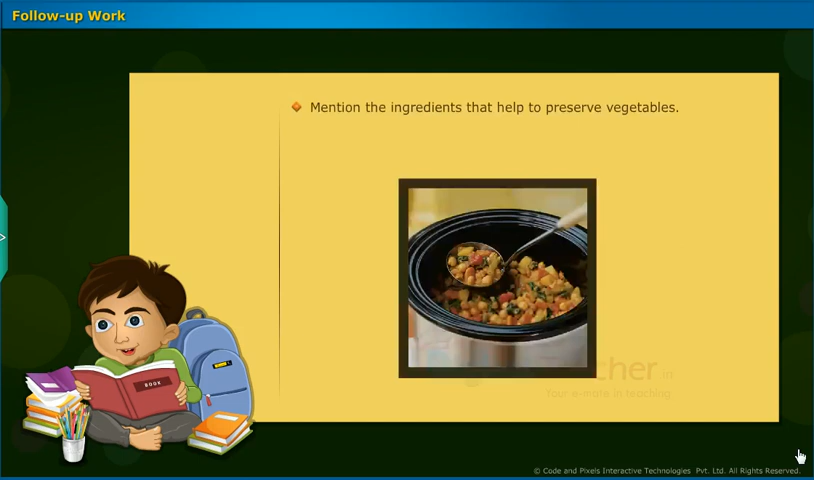 Follow-up Work
Mention the ingredients that help to preserve vegetables.
BOOK
Your e-mate in teaching
© Code and Pixels Interactive Technologies Pvt. Ltd. All Rights Reserved.